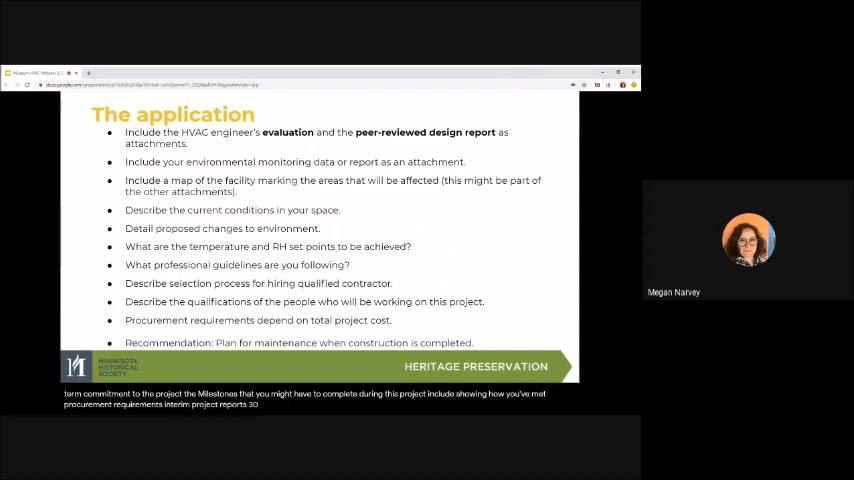 Museum HVAC Webinar 2/2
The application
● Include the HVAC engineer's evaluation and the peer-reviewed design report as
attachments.
● Include your environmental monitoring data or report as an attachment.
● Include a map of the facility marking the areas that will be affected (this might be part of
the other attachments).
● Describe the current conditions in your space.
● Detail proposed changes to environment.
● What are the temperature and RH set points to be achieved?
● What professional guidelines are you following?
● Describe selection process for hiring qualified contractor.
● Describe the qualifications of the people who will be working on this project.
● Procurement requirements depend on total project cost.
● Recommendation: Plan for maintenance when construction is completed.
MINNESOTA
HISTORICAL
SOCIETY
HERITAGE PRESERVATION
Megan Narvey
term commitment to the project the Milestones that you might have to complete during this project include showing how you've met
procurement requirements interim project reports 30